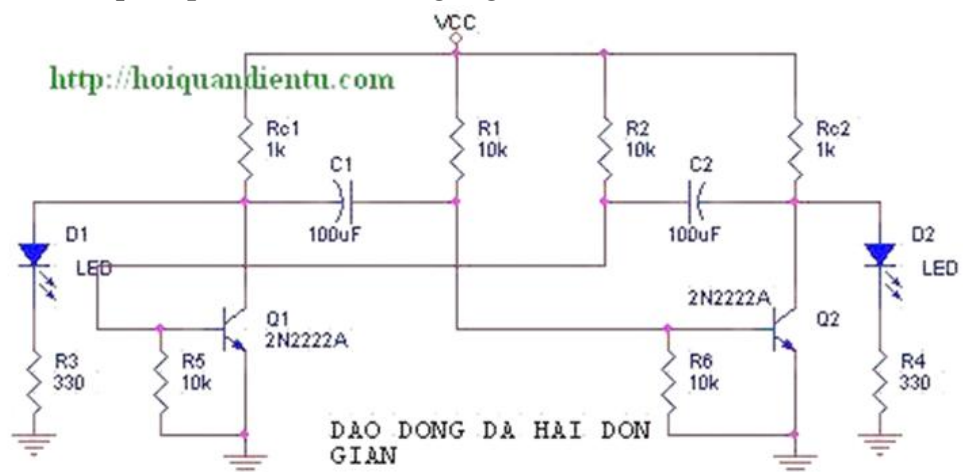 VCC
http://hoiquandientu.com
Rc1
1k
R1
10k
R2
10k
Rc2
1k
C1
100uF
C2
100uF
D1
LED
D2
LED
2N2222A
Q1
2N2222A
Q2
R3
330
R5
10k
R6
10k
R4
330
DAO DONG DA HAI DON
GIAN